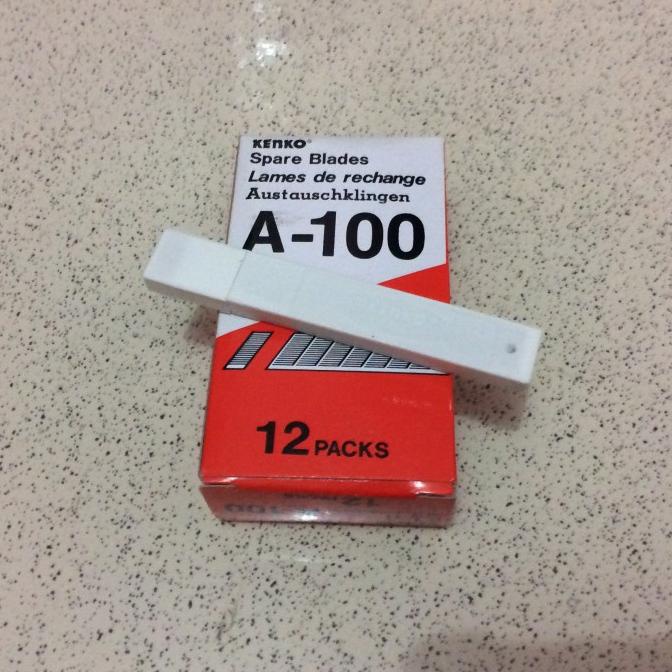 KENKO®
Spare Blades
Lames de rechange
Austauschklingen
A-100
12 PACKS